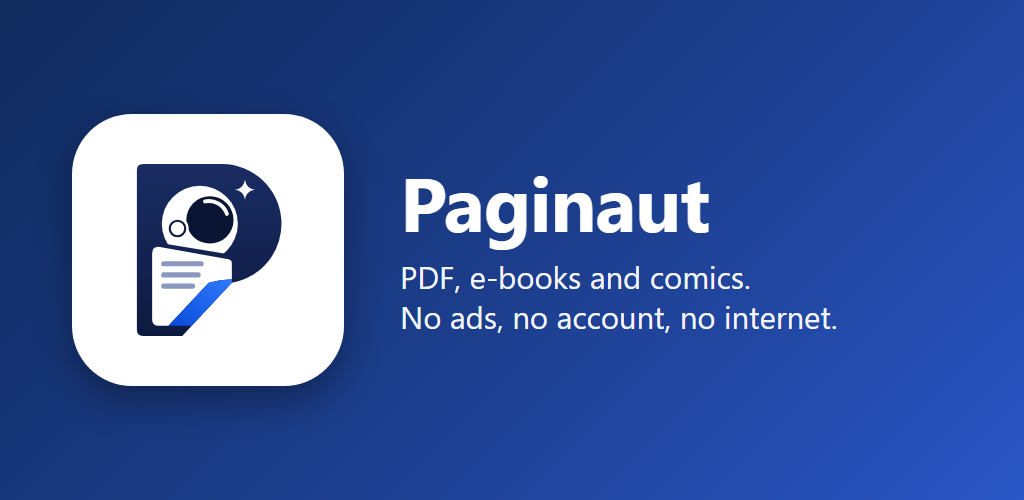 Paginaut
PDF, e-books and comics.
No ads, no account, no internet.